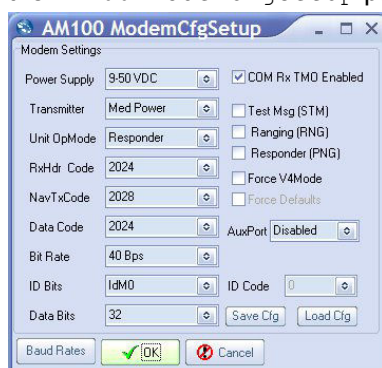 AM100 ModemCfgSetup
Modem Settings
Power Supply 9-50 VDC
COM Rx TMO Enabled
Transmitter Med Power
Test Msg (STM)
Unit OpMode Responder
Ranging (RNG)
Responder (PNG)
RxHdr Code 2024
Force V4Mode
NavTxCode 2028
Force Defaults
Data Code 2024
AuxPort Disabled
Bit Rate 40 Bps
ID Bits IdM0
ID Code 0
Data Bits 32
Save Cfg Load Cfg
Baud Rates OK Cancel